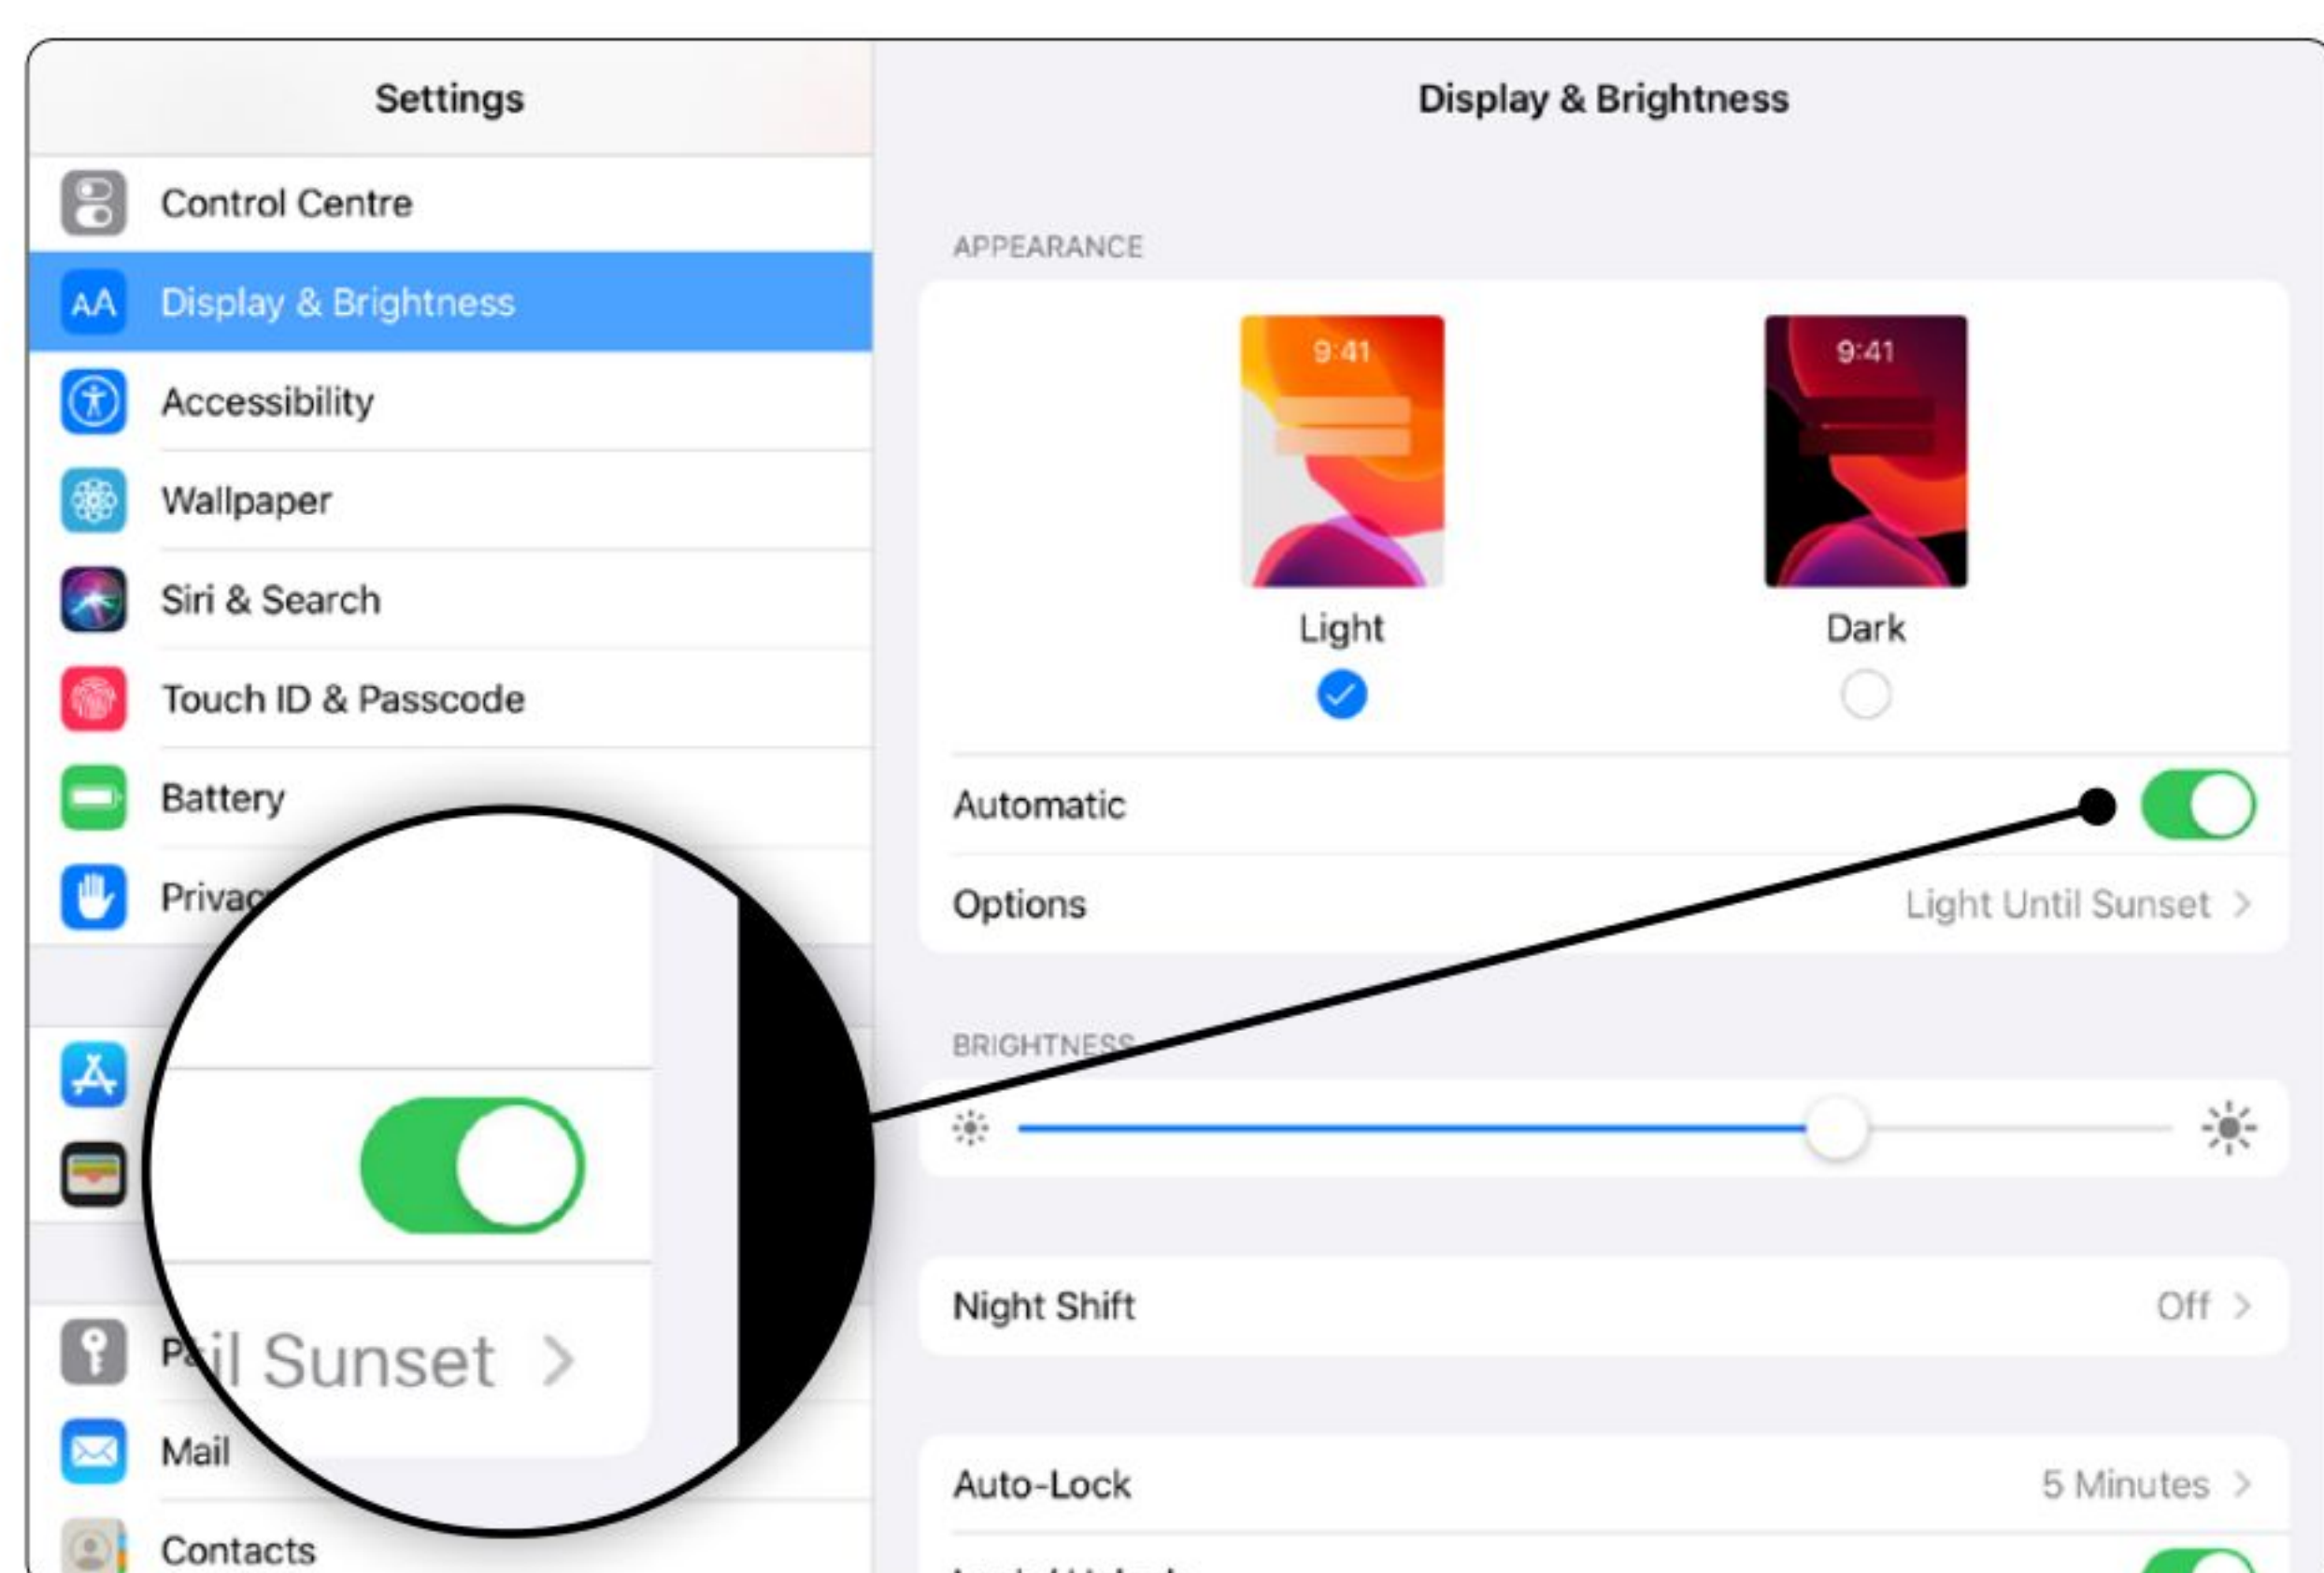 Settings
Control Centre
Display & Brightness
Accessibility
Wallpaper
Siri & Search
Touch ID & Passcode
Battery
Privac
il Sunset
Mail
Contacts
Display & Brightness
APPEARANCE
9:41
9:41
Light
Dark
Automatic
Options
Light Until Sunset
BRIGHTNESS
Night Shift
Off
Auto-Lock
5 Minutes